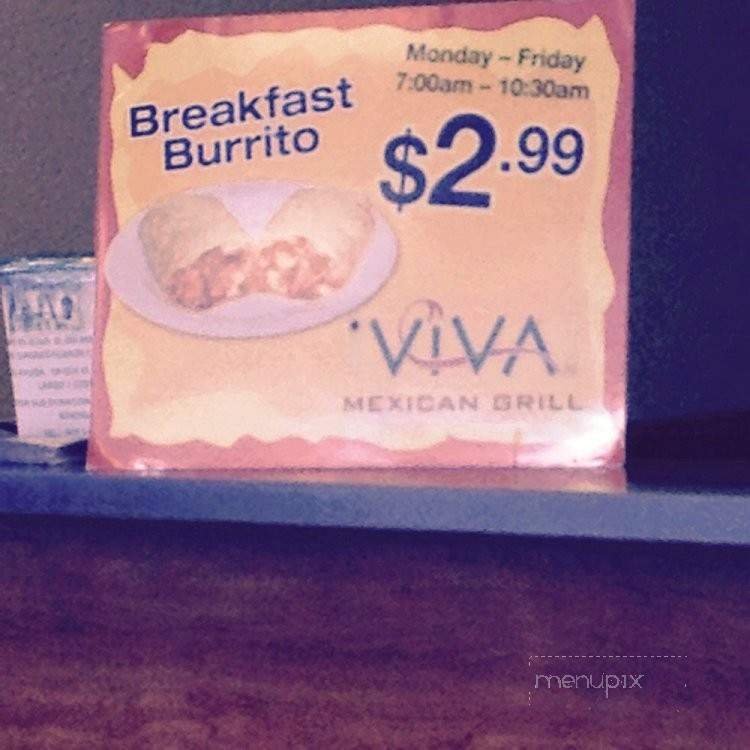 Monday – Friday
7:00am – 10:30am
Breakfast
Burrito
$2.99
VIVA
MEXICAN GRILL
menupix